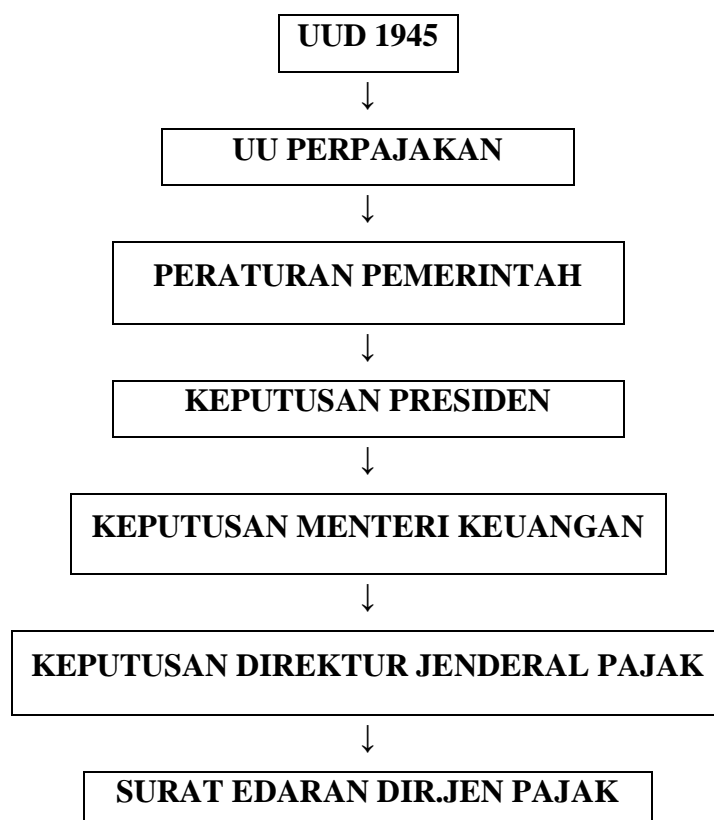 UUD 1945
↓
UU PERPAJAKAN
↓
PERATURAN PEMERINTAH
↓
KEPUTUSAN PRESIDEN
↓
KEPUTUSAN MENTERI KEUANGAN
↓
KEPUTUSAN DIREKTUR JENDERAL PAJAK
↓
SURAT EDARAN DIR.JEN PAJAK